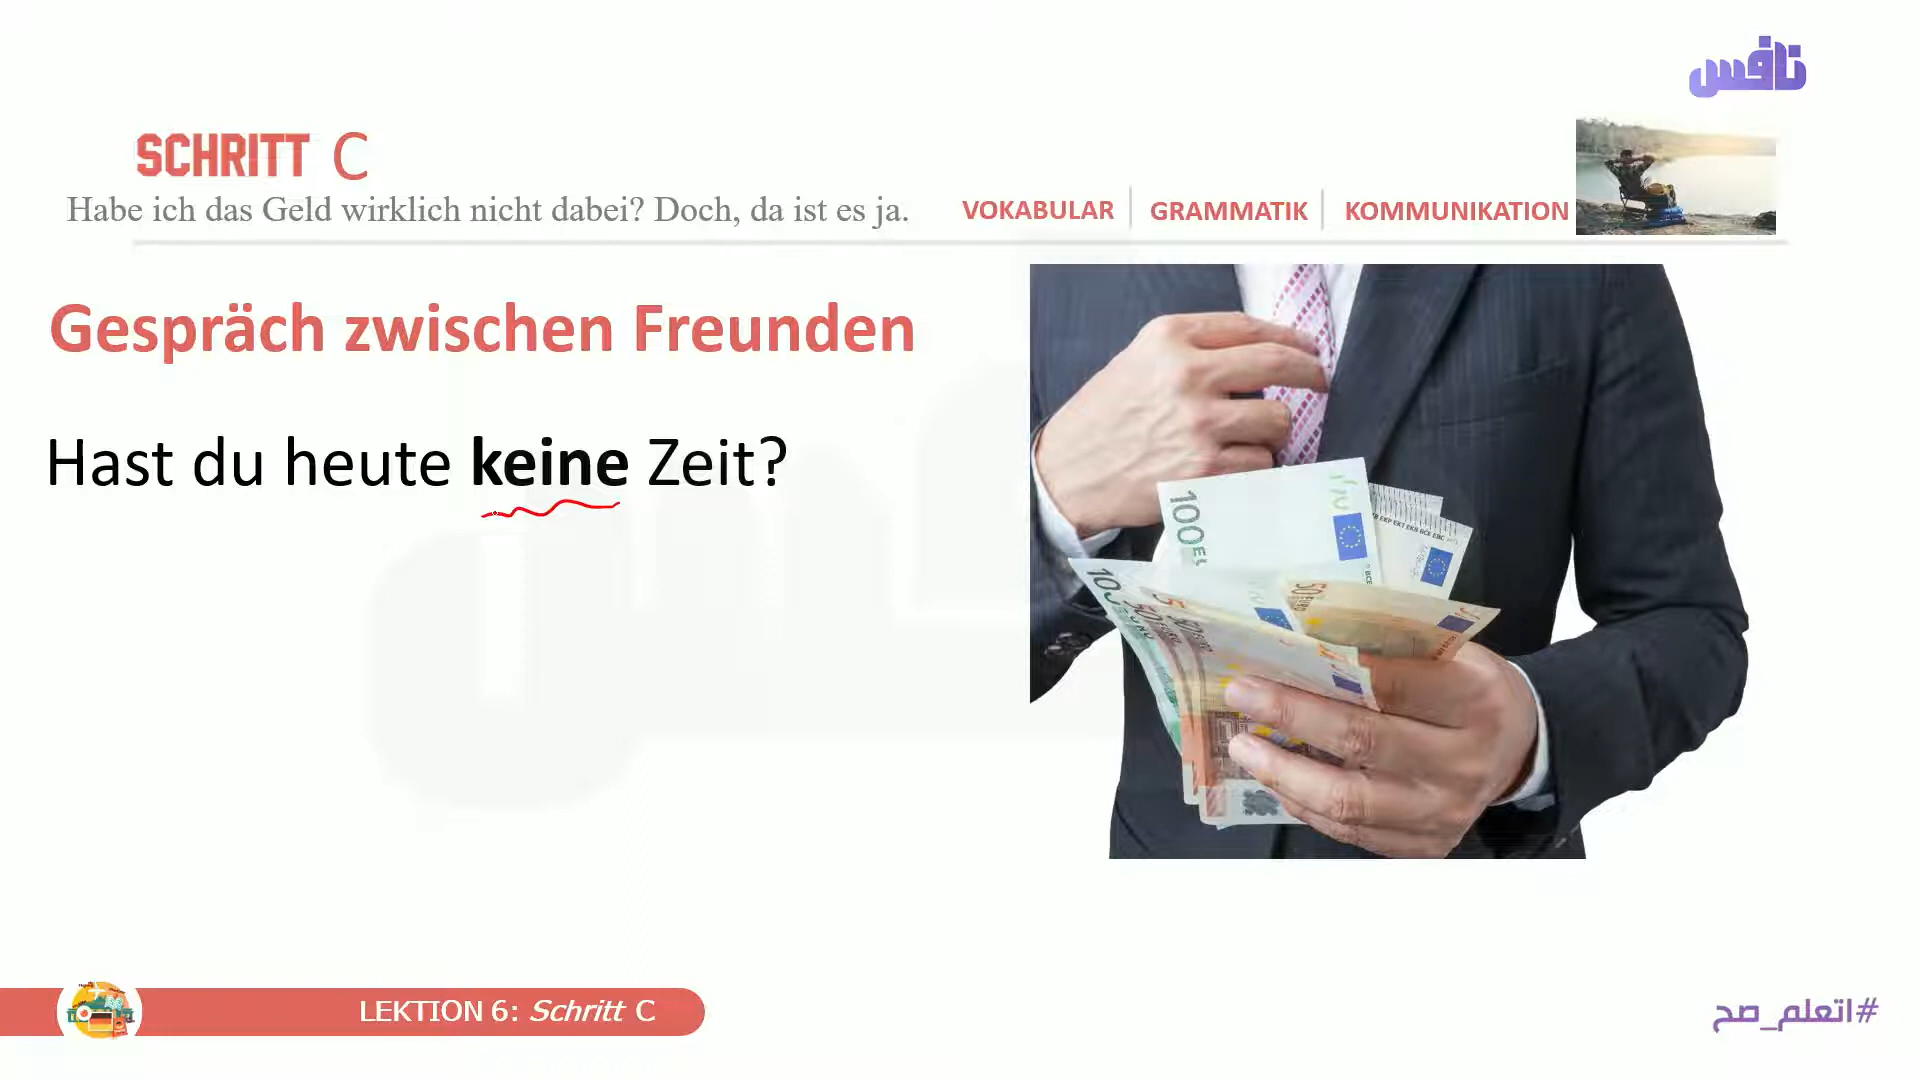 نافس
SCHRITT C
Habe ich das Geld wirklich nicht dabei? Doch, da ist es ja.
VOKABULAR GRAMMATIK KOMMUNIKATION
Gespräch zwischen Freunden
Hast du heute keine Zeit?
100
LEKTION 6: Schritt C
#اتعلم_صح